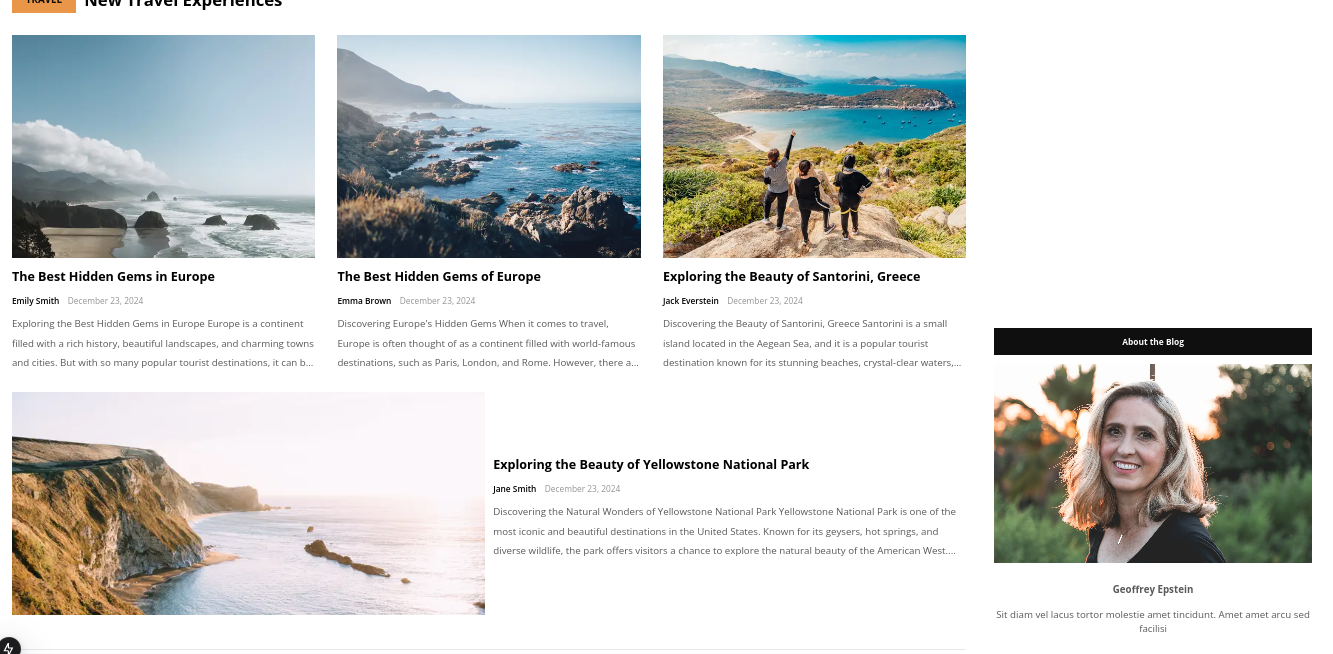 TRAVEL New Travel Experiences
The Best Hidden Gems in Europe
Emily Smith December 23, 2024
Exploring the Best Hidden Gems in Europe Europe is a continent
filled with a rich history, beautiful landscapes, and charming towns
and cities. But with so many popular tourist destinations, it can b...
The Best Hidden Gems of Europe
Emma Brown December 23, 2024
Discovering Europe's Hidden Gems When it comes to travel,
Europe is often thought of as a continent filled with world-famous
destinations, such as Paris, London, and Rome. However, there a...
Exploring the Beauty of Santorini, Greece
Jack Everstein December 23, 2024
Discovering the Beauty of Santorini, Greece Santorini is a small
island located in the Aegean Sea, and it is a popular tourist
destination known for its stunning beaches, crystal-clear waters,...
Exploring the Beauty of Yellowstone National Park
Jane Smith December 23, 2024
Discovering the Natural Wonders of Yellowstone National Park Yellowstone National Park is one of the
most iconic and beautiful destinations in the United States. Known for its geysers, hot springs, and
diverse wildlife, the park offers visitors a chance to explore the natural beauty of the American West....
About the Blog
Geoffrey Epstein
Sit diam vel lacus tortor molestie amet tincidunt. Amet amet arcu sed
facilisi